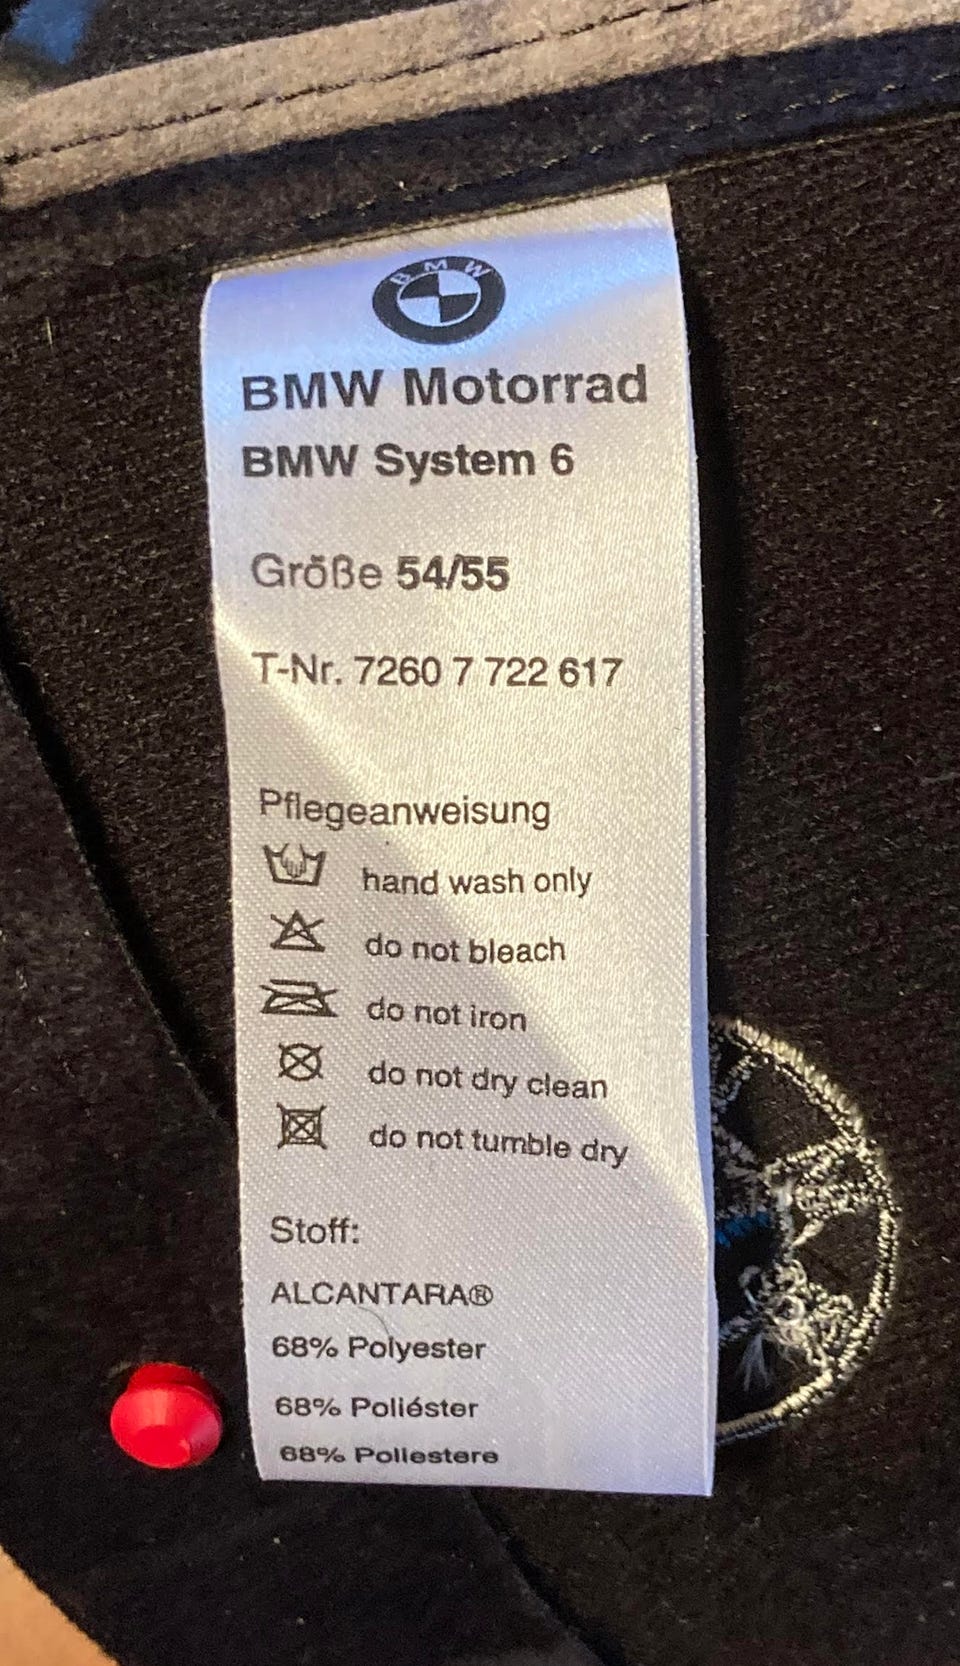 BMW
BMW Motorrad
BMW System 6
Größe 54/55
T-Nr. 7260 7 722 617
Pflegeanweisung
hand wash only
do not bleach
do not iron
do not dry clean
do not tumble dry
Stoff:
ALCANTARA®
68% Polyester
68% Poliéster
68% Poliestere